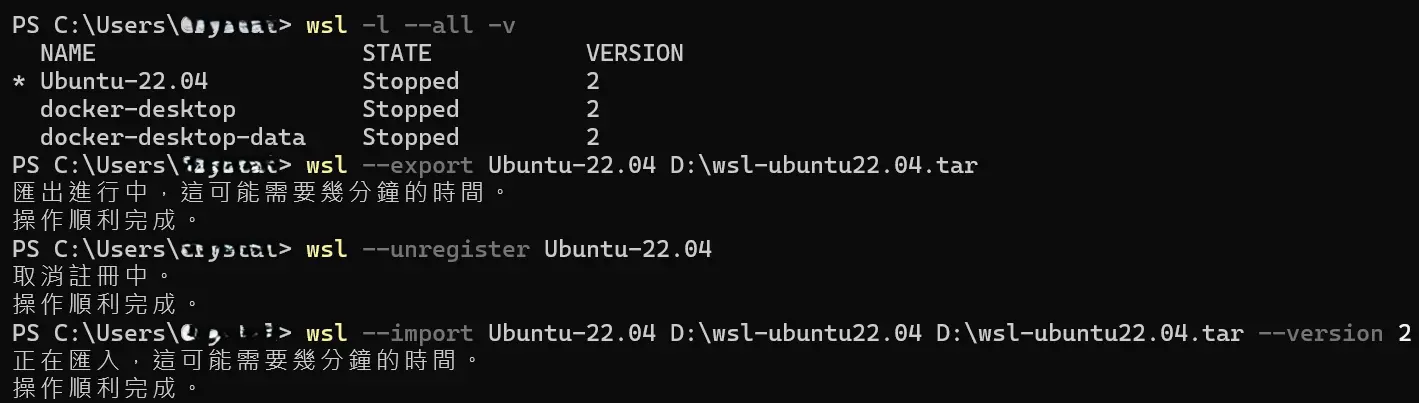 PS C:\Users\> wsl -l --all -v
NAME STATE VERSION
* Ubuntu-22.04 Stopped 2
docker-desktop Stopped 2
docker-desktop-data Stopped 2
PS C:\Users\> wsl --export Ubuntu-22.04 D:\wsl-ubuntu22.04.tar
匯出進行中，這可能需要幾分鐘的時間。
操作順利完成。
PS C:\Users\> wsl --unregister Ubuntu-22.04
取消註冊中。
操作順利完成。
PS C:\Users\> wsl --import Ubuntu-22.04 D:\wsl-ubuntu22.04 D:\wsl-ubuntu22.04.tar --version 2
正在匯入，這可能需要幾分鐘的時間。
操作順利完成。